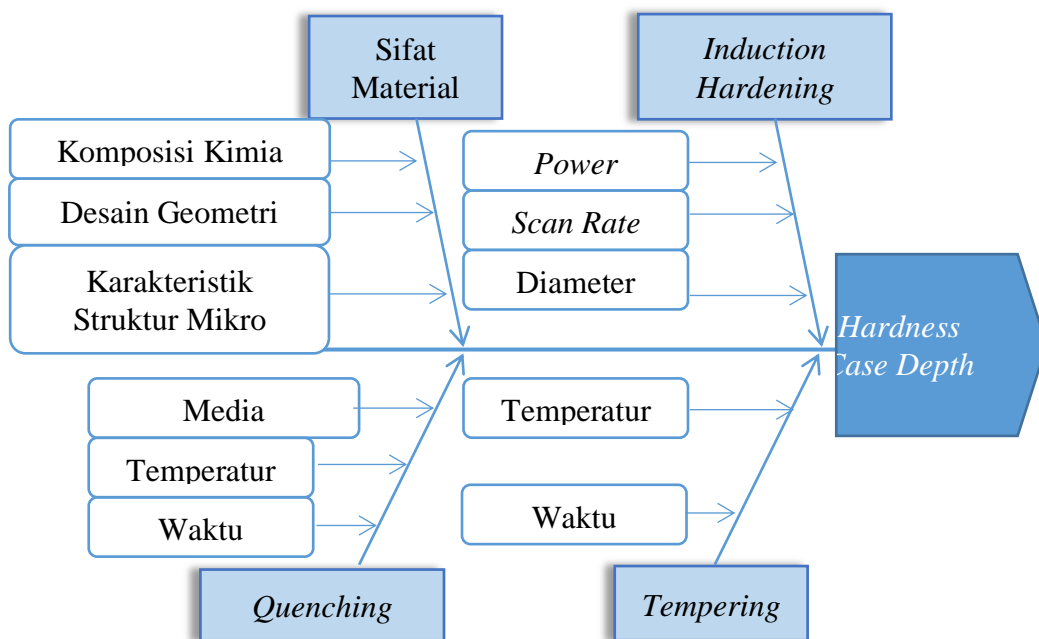 Sifat
Material
Induction
Hardening
Komposisi Kimia
Desain Geometri
Karakteristik
Struktur Mikro
Power
Scan Rate
Diameter
Hardness
Case Depth
Media
Temperatur
Waktu
Temperatur
Waktu
Quenching
Tempering